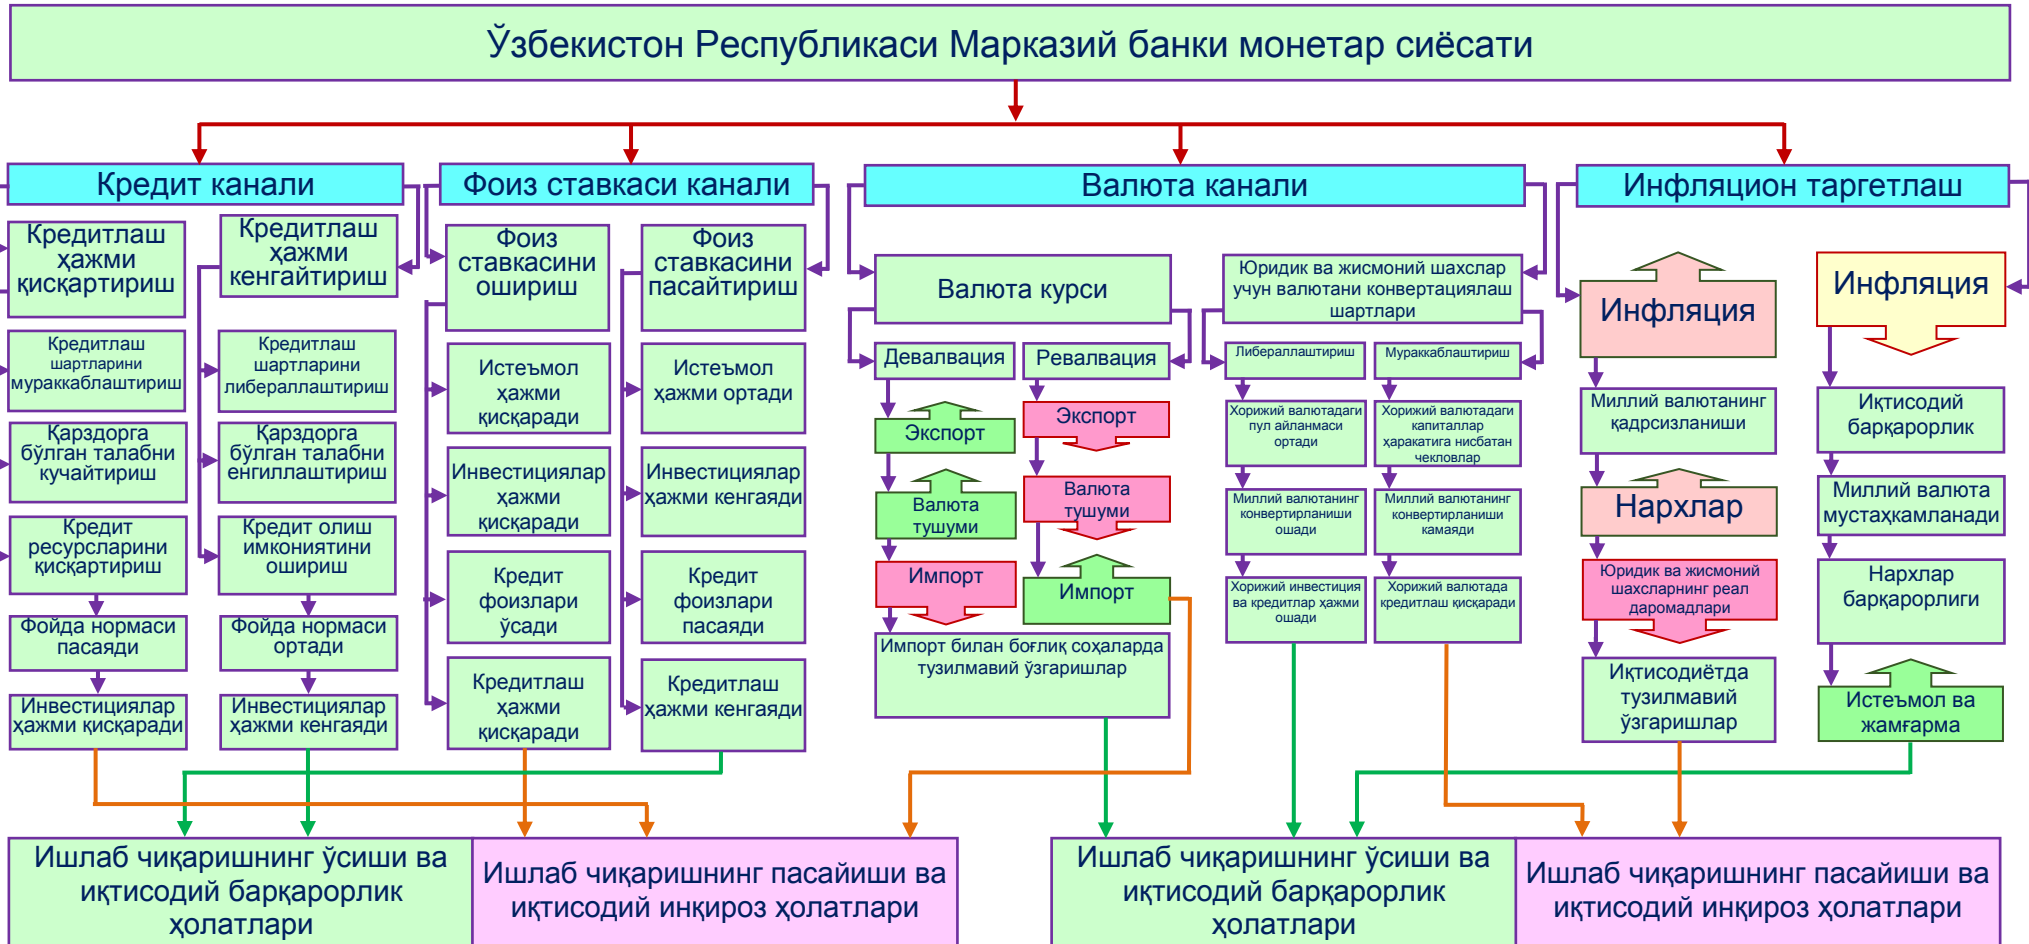 Ўзбекистон Республикаси Марказий банки монетар сиёсати
Кредит канали
Кредитлаш
ҳажми
қисқартириш
Кредитлаш
шартларини
мураккаблаштириш
Қарздорга
бўлган талабни
кучайтириш
Кредит
ресурсларини
қисқартириш
Фойда нормаси
пасаяди
Инвестициялар
ҳажми қисқаради
Кредитлаш
ҳажми
кенгайтириш
Кредитлаш
шартларини
либераллаштириш
Қарздорга
бўлган талабни
енгиллаштириш
Кредит олиш
имкониятини
ошириш
Фойда нормаси
ортади
Инвестициялар
ҳажми кенгаяди
Фоиз ставкаси канали
Фоиз
ставкасини
ошириш
Истеъмол
ҳажми
қисқаради
Инвестициялар
ҳажми
қисқаради
Кредит
фоизлари
ўсади
Кредитлаш
ҳажми
қисқаради
Фоиз
ставкасини
пасайтириш
Истеъмол
ҳажми ортади
Инвестициялар
ҳажми кенгаяди
Кредит
фоизлари
пасаяди
Кредитлаш
ҳажми кенгаяди
Валюта канали
Валюта курси
Девалвация
Экспорт
Валюта
тушуми
Импорт
Ревалвация
Экспорт
Валюта
тушуми
Импорт
Импорт билан боғлиқ соҳаларда
тузилмавий ўзгаришлар
Юридик ва жисмоний шахслар
учун валютани конвертациялаш
шартлари
Либераллаштириш
Хорижий валютадаги
пул айланмаси
ортади
Миллий валютанинг
конвертирланиши
ошади
Хорижий инвестиция
ва кредитлар ҳажми
ошади
Мураккаблаштириш
Хорижий валютадаги
капиталлар
ҳаракатига нисбатан
чекловлар
Миллий валютанинг
конвертирланиши
камаяди
Хорижий валютада
кредитлаш қисқаради
Инфляцион таргетлаш
Инфляция
Миллий валютанинг
қадрсизланиши
Нархлар
Юридик ва жисмоний
шахсларнинг реал
даромадлари
Иқтисодиётда
тузилмавий
ўзгаришлар
Инфляция
Иқтисодий
барқарорлик
Миллий валюта
мустаҳкамланади
Нархлар
барқарорлиги
Истеъмол ва
жамғарма
Ишлаб чиқаришнинг ўсиши ва
иқтисодий барқарорлик
ҳолатлари
Ишлаб чиқаришнинг пасайиши ва
иқтисодий инқироз ҳолатлари
Ишлаб чиқаришнинг ўсиши ва
иқтисодий барқарорлик
ҳолатлари
Ишлаб чиқаришнинг пасайиши ва
иқтисодий инқироз ҳолатлари